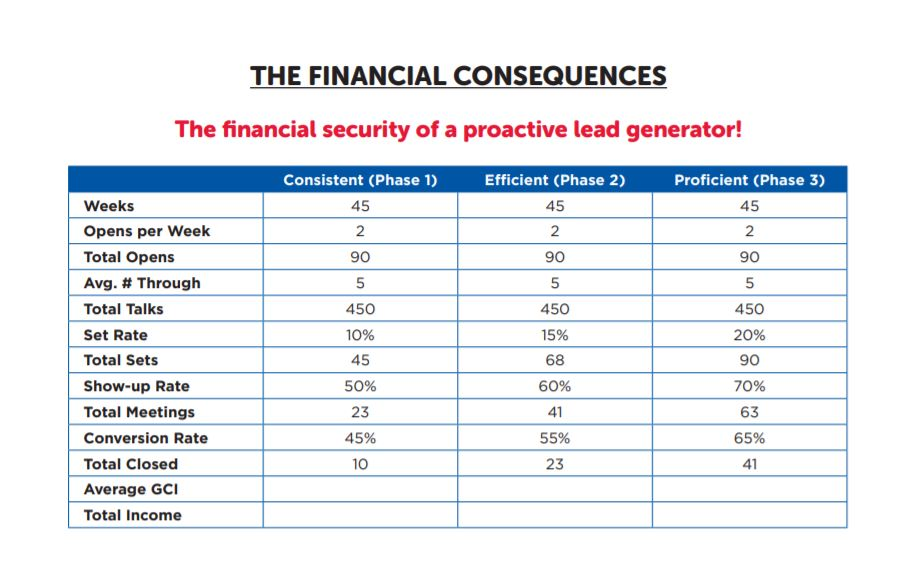 THE FINANCIAL CONSEQUENCES
The financial security of a proactive lead generator!
Consistent (Phase 1) Efficient (Phase 2) Proficient (Phase 3)
Weeks 45 45 45
Opens per Week 2 2 2
Total Opens 90 90 90
Avg. # Through 5 5 5
Total Talks 450 450 450
Set Rate 10% 15% 20%
Total Sets 45 68 90
Show-up Rate 50% 60% 70%
Total Meetings 23 41 63
Conversion Rate 45% 55% 65%
Total Closed 10 23 41
Average GCI
Total Income